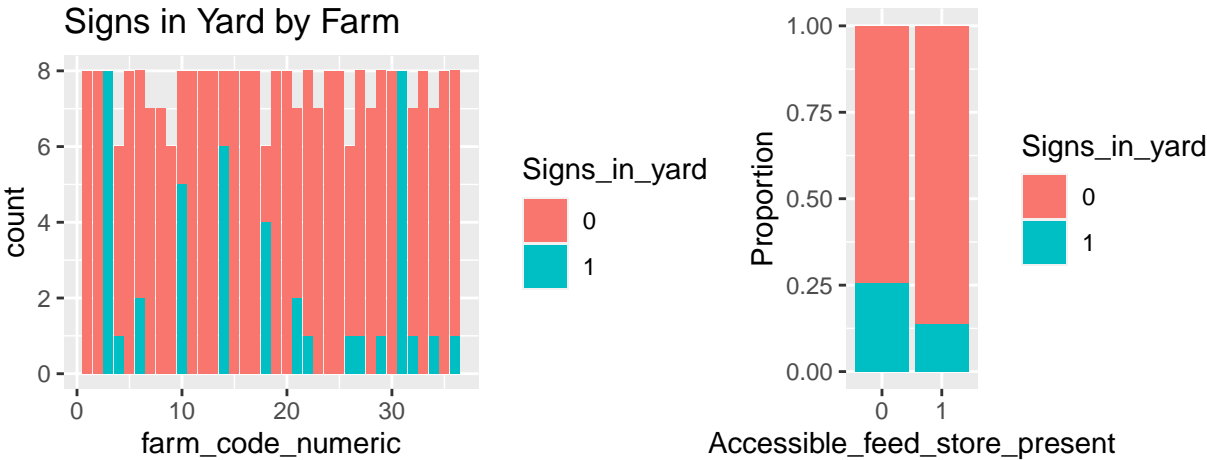 Signs in Yard by Farm
8
6
4
2
0
count
0
10
20
30
farm_code_numeric
Signs_in_yard
0
1
1.00
0.75
0.50
0.25
0.00
Proportion
0
1
Accessible_feed_store_present
Signs_in_yard
0
1